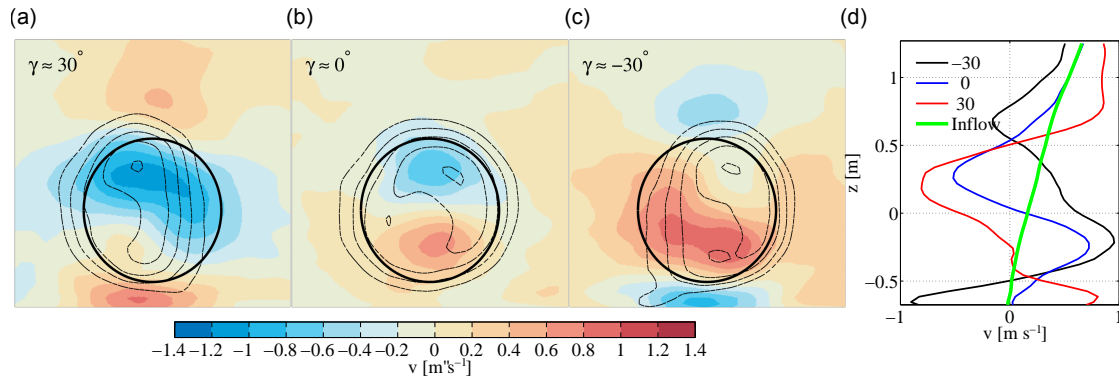 (a) (b) (c) (d)
γ ≈ 30°
γ ≈ 0°
γ ≈ −30°
−30
0
30
Inflow
1
0.5
0
−0.5
z [m]
−1 0 1
v [m s⁻¹]
−1.4 −1.2 −1 −0.8 −0.6 −0.4 −0.2 0 0.2 0.4 0.6 0.8 1 1.2 1.4
v [m"s⁻¹]